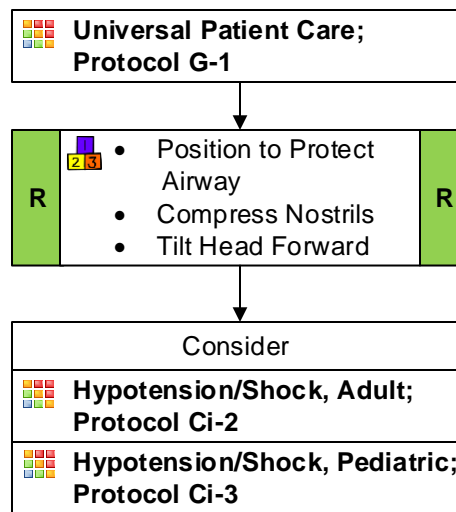 Universal Patient Care;
Protocol G-1
R
1
2 3
• Position to Protect
Airway
• Compress Nostrils
• Tilt Head Forward
R
Consider
Hypotension/Shock, Adult;
Protocol Ci-2
Hypotension/Shock, Pediatric;
Protocol Ci-3